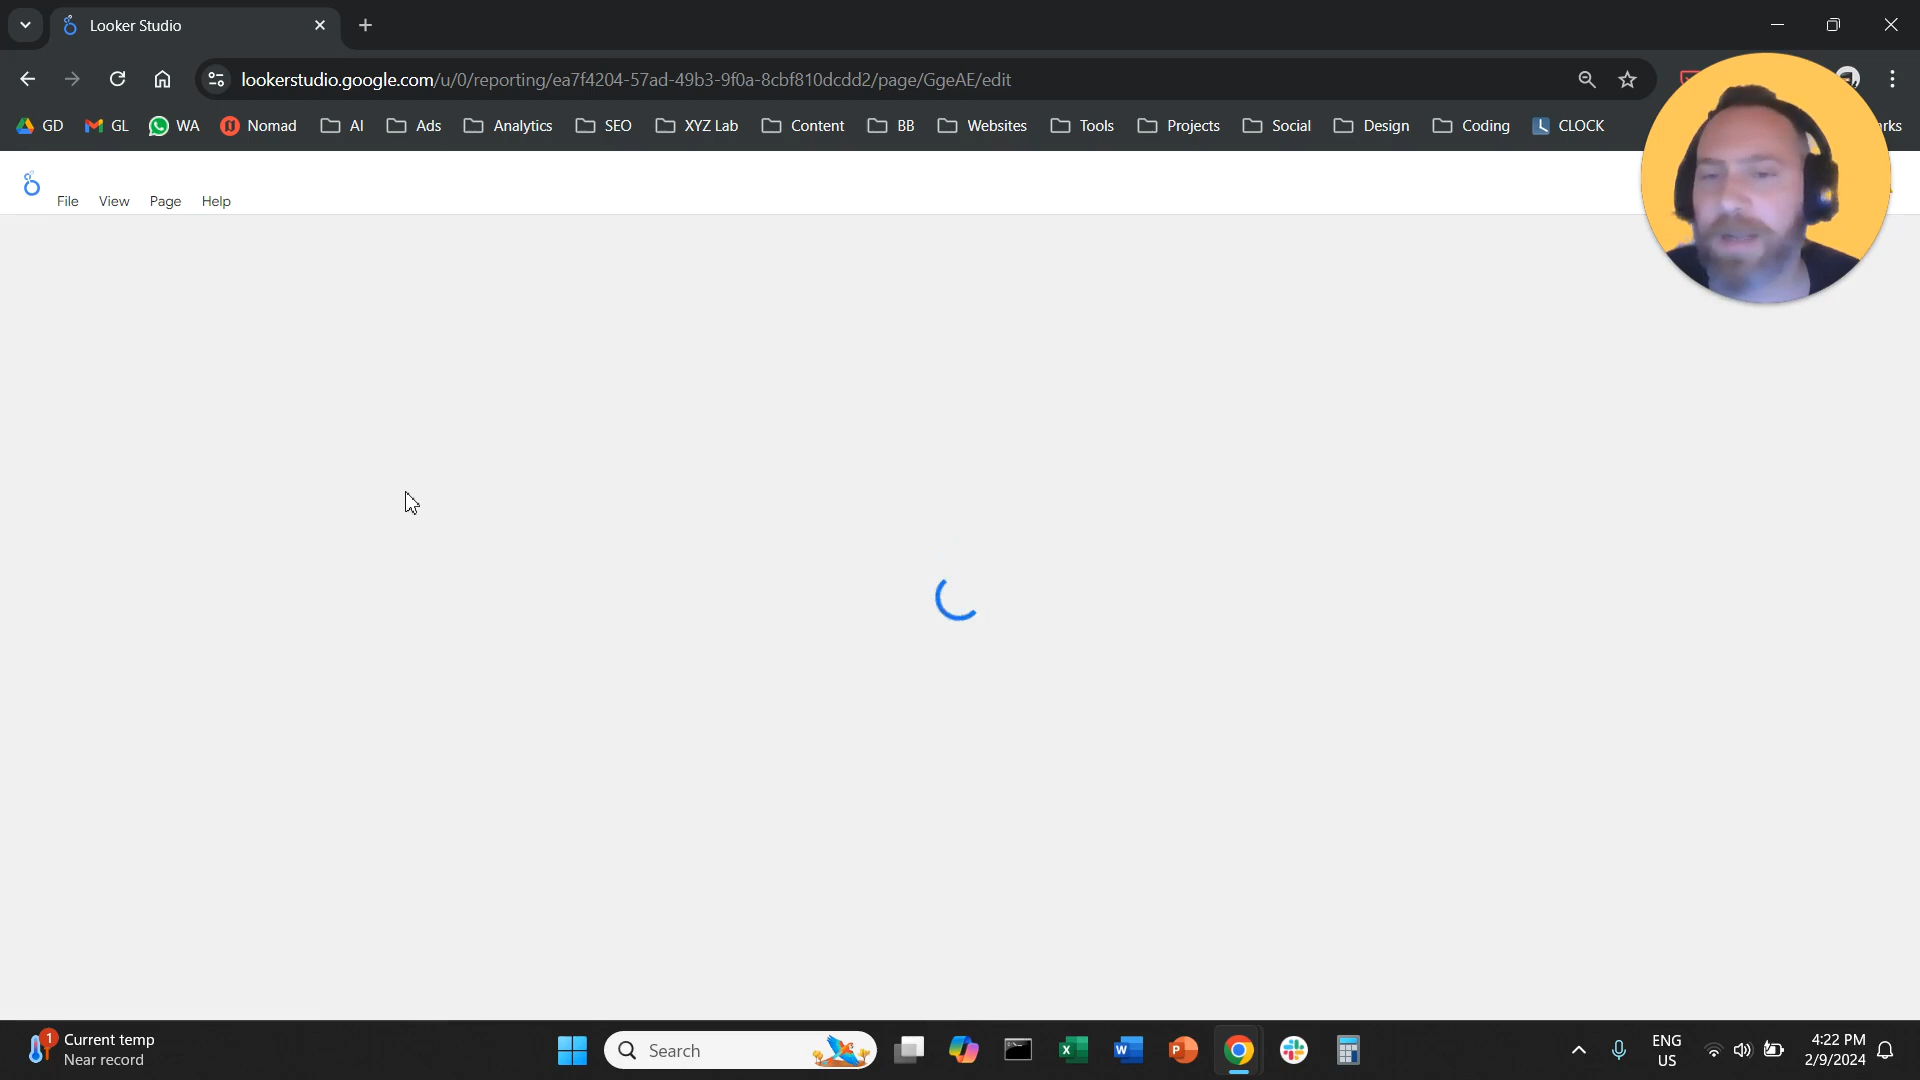 Looker Studio
lookerstudio.google.com/u/0/reporting/ea7f4204-57ad-49b3-9f0a-8cbf810dcdd2/page/GgeAE/edit
GD GL WA Nomad AI Ads Analytics SEO XYZ Lab Content BB Websites Tools Projects Social Design Coding CLOCK
File View Page Help
1
Current temp
Near record
Search
ENG
US
4:22 PM
2/9/2024